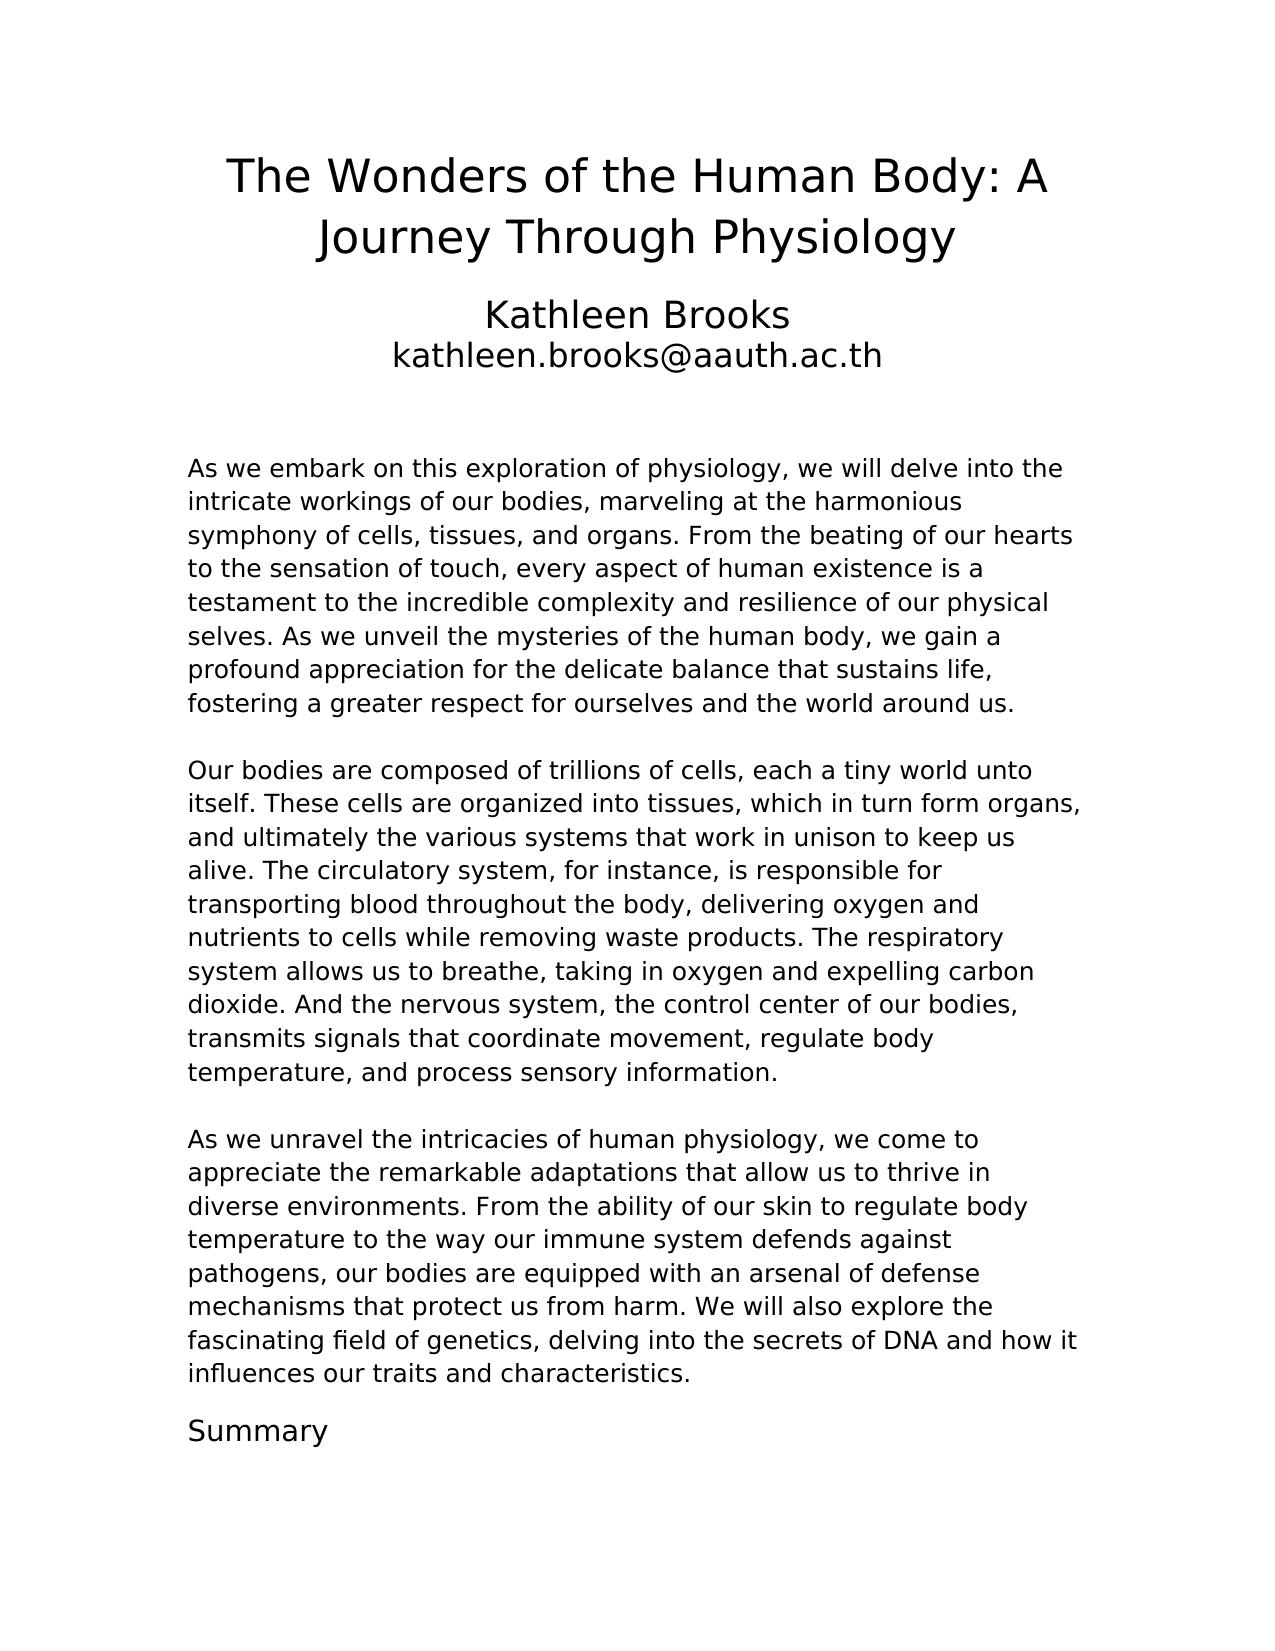 The Wonders of the Human Body: A
Journey Through Physiology
Kathleen Brooks
kathleen.brooks@aauth.ac.th
As we embark on this exploration of physiology, we will delve into the
intricate workings of our bodies, marveling at the harmonious
symphony of cells, tissues, and organs. From the beating of our hearts
to the sensation of touch, every aspect of human existence is a
testament to the incredible complexity and resilience of our physical
selves. As we unveil the mysteries of the human body, we gain a
profound appreciation for the delicate balance that sustains life,
fostering a greater respect for ourselves and the world around us.
Our bodies are composed of trillions of cells, each a tiny world unto
itself. These cells are organized into tissues, which in turn form organs,
and ultimately the various systems that work in unison to keep us
alive. The circulatory system, for instance, is responsible for
transporting blood throughout the body, delivering oxygen and
nutrients to cells while removing waste products. The respiratory
system allows us to breathe, taking in oxygen and expelling carbon
dioxide. And the nervous system, the control center of our bodies,
transmits signals that coordinate movement, regulate body
temperature, and process sensory information.
As we unravel the intricacies of human physiology, we come to
appreciate the remarkable adaptations that allow us to thrive in
diverse environments. From the ability of our skin to regulate body
temperature to the way our immune system defends against
pathogens, our bodies are equipped with an arsenal of defense
mechanisms that protect us from harm. We will also explore the
fascinating field of genetics, delving into the secrets of DNA and how it
influences our traits and characteristics.
Summary